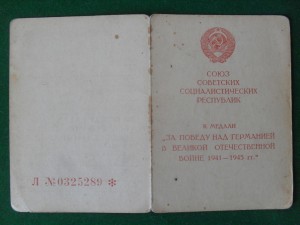 Л №0325289 *
СОЮЗ
СОВЕТСКИХ
СОЦИАЛИСТИЧЕСКИХ
РЕСПУБЛИК
К МЕДАЛИ
„ЗА ПОБЕДУ НАД ГЕРМАНИЕЙ
В ВЕЛИКОЙ ОТЕЧЕСТВЕННОЙ
ВОЙНЕ 1941—1945 гг."